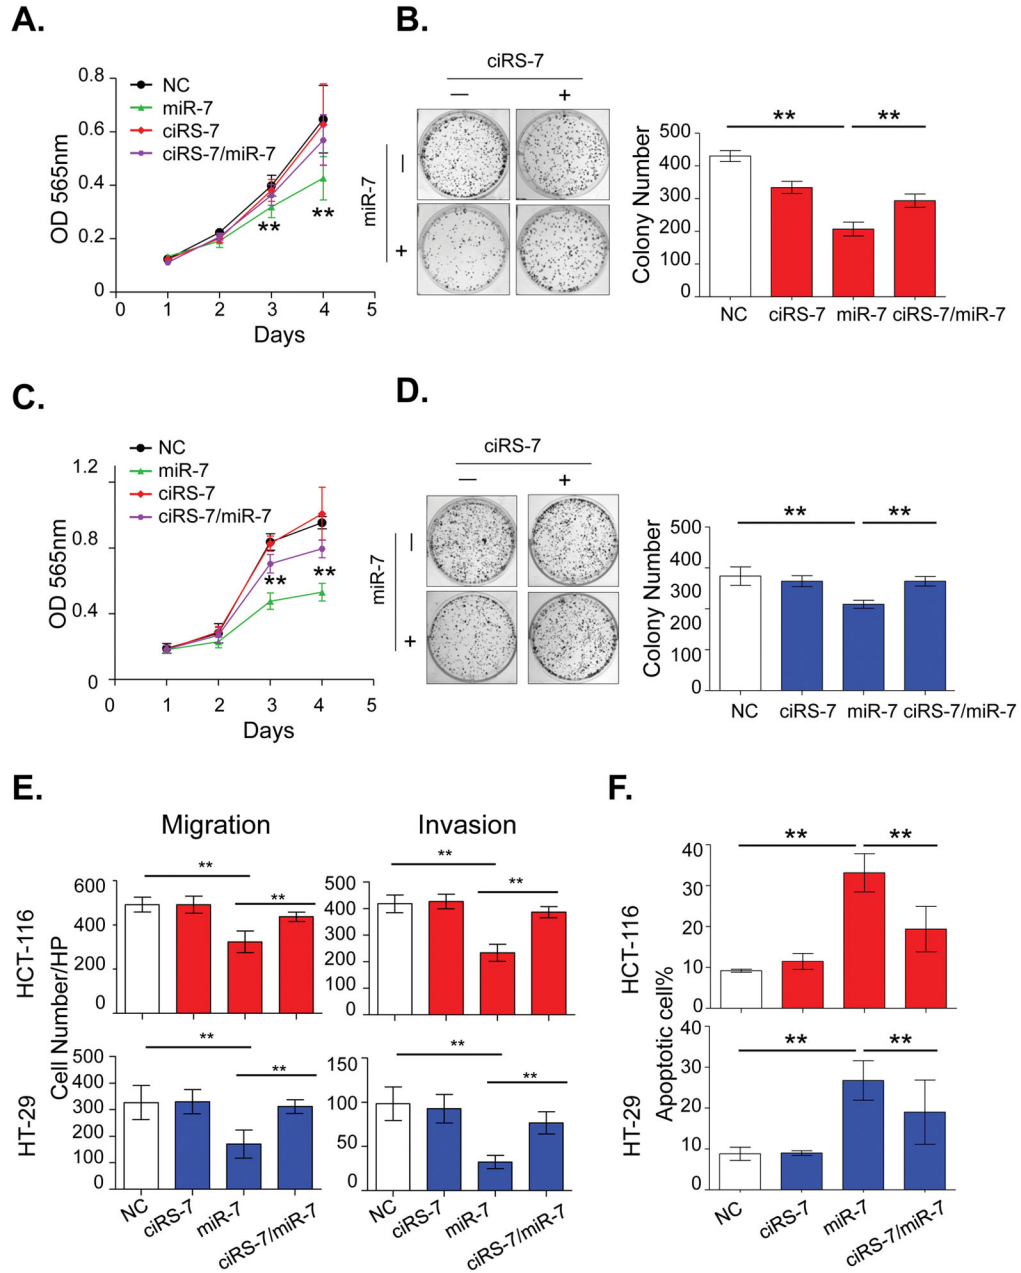 A.
0.8
0.6
0.4
0.2
0
OD 565nm
NC
miR-7
ciRS-7
ciRS-7/miR-7
**
**
0
1
2
3
4
5
Days
B.
ciRS-7
—
+
miR-7
—
+
500
400
300
200
100
0
Colony Number
**
**
NC
ciRS-7
miR-7
ciRS-7/miR-7
C.
1.2
0.8
0.4
0
OD 565nm
NC
miR-7
ciRS-7
ciRS-7/miR-7
**
**
0
1
2
3
4
5
Days
D.
ciRS-7
—
+
miR-7
—
+
500
300
200
100
0
Colony Number
**
**
NC
ciRS-7
miR-7
ciRS-7/miR-7
E.
Migration
Invasion
HCT-116
HT-29
Cell Number/HP
600
400
200
0
**
**
500
400
300
200
100
0
**
**
500
400
300
200
100
0
**
**
150
100
50
0
**
**
NC
ciRS-7
miR-7
ciRS-7/miR-7
NC
ciRS-7
miR-7
ciRS-7/miR-7
F.
HCT-116
HT-29
Apoptotic cell%
40
30
20
10
0
**
**
40
30
20
10
0
**
**
NC
ciRS-7
miR-7
ciRS-7/miR-7